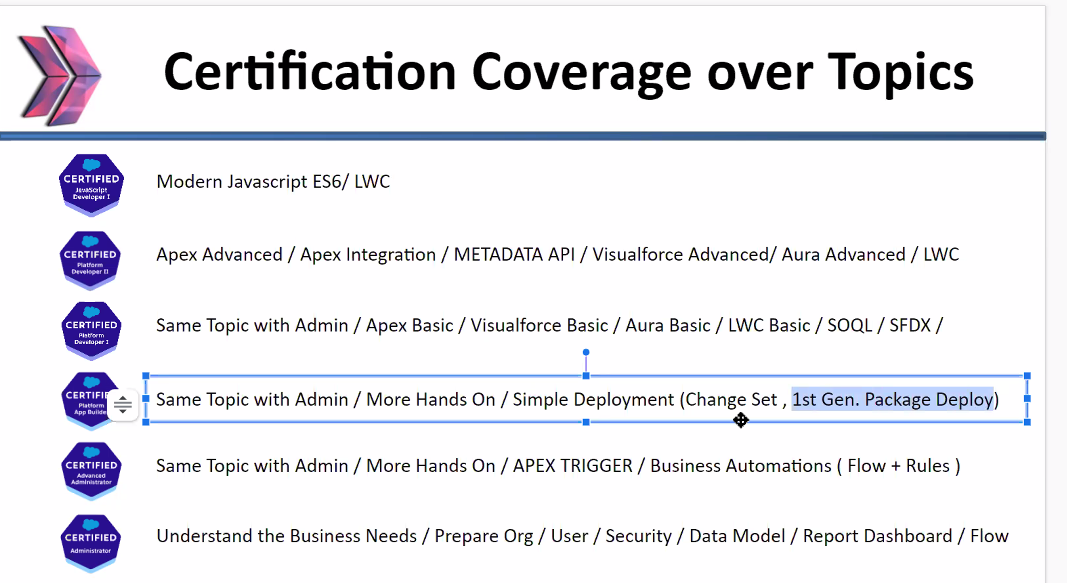 Certification Coverage over Topics
CERTIFIED
JavaScript
Developer I
Modern Javascript ES6/ LWC
CERTIFIED
Platform
Developer II
Apex Advanced / Apex Integration / METADATA API / Visualforce Advanced/ Aura Advanced / LWC
CERTIFIED
Platform
Developer I
Same Topic with Admin / Apex Basic / Visualforce Basic / Aura Basic / LWC Basic / SOQL / SFDX /
Platform
App Builder
Same Topic with Admin / More Hands On / Simple Deployment (Change Set , 1st Gen. Package Deploy)
CERTIFIED
Advanced
Administrator
Same Topic with Admin / More Hands On / APEX TRIGGER / Business Automations ( Flow + Rules )
CERTIFIED
Administrator
Understand the Business Needs / Prepare Org / User / Security / Data Model / Report Dashboard / Flow